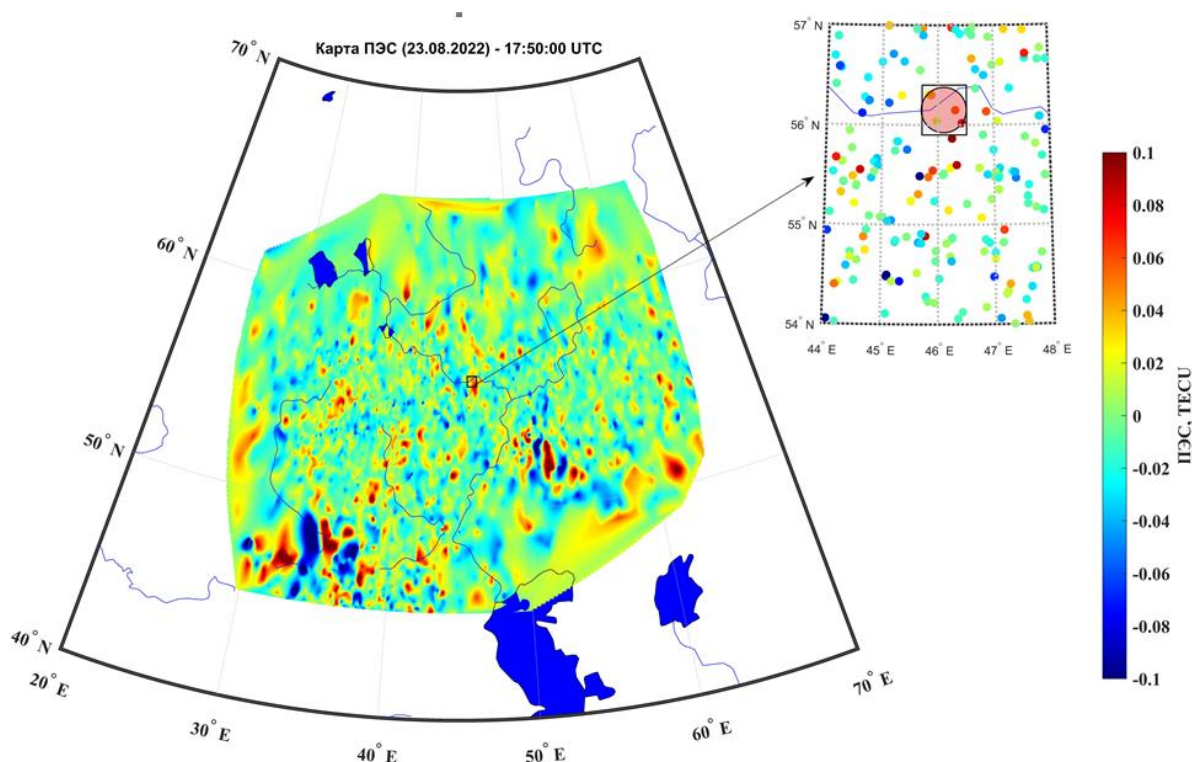 Карта ПЭС (23.08.2022) - 17:50:00 UTC
70° N
60° N
50° N
40° N
20° E
30° E
40° E
50° E
60° E
70° E
57° N
56° N
55° N
54° N
44° E
45° E
46° E
47° E
48° E
0.1
0.08
0.06
0.04
0.02
0
-0.02
-0.04
-0.06
-0.08
-0.1
ПЭС, TECU